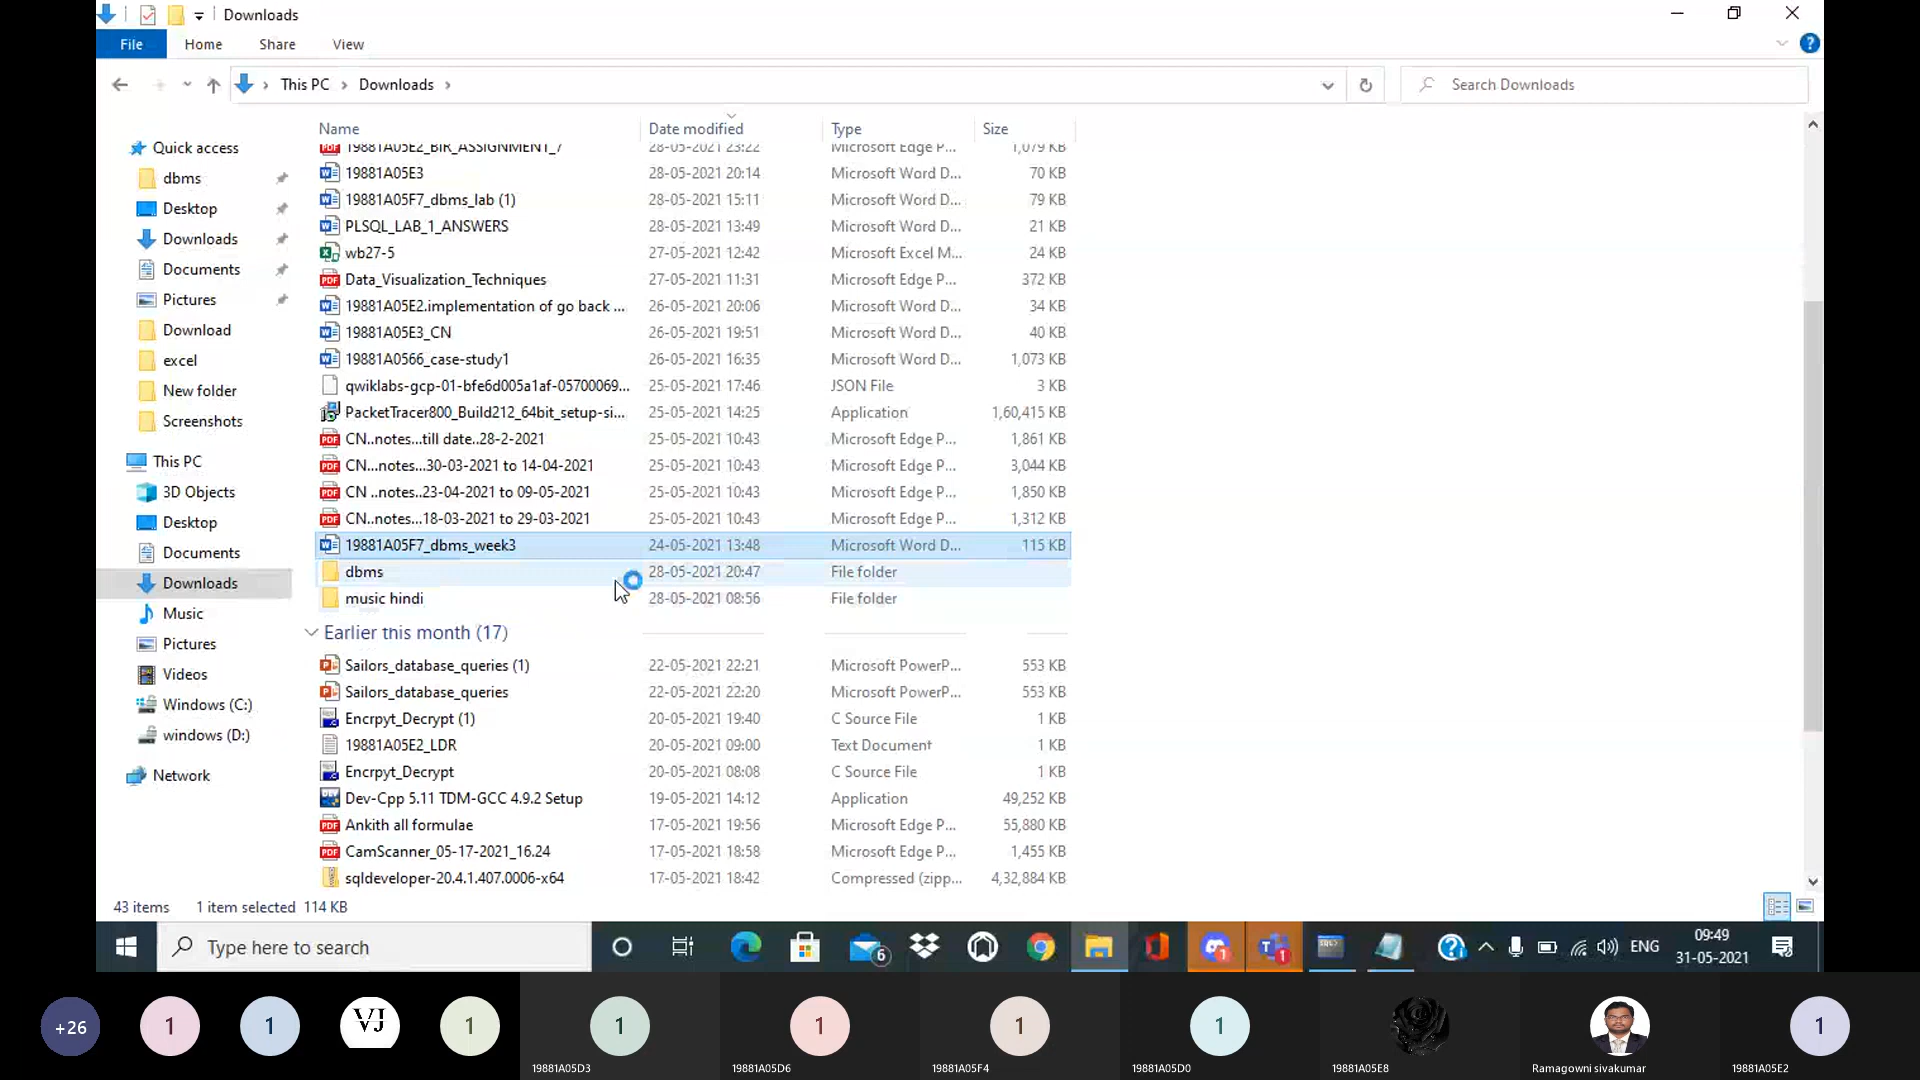 Downloads
File Home Share View
This PC Downloads
Search Downloads
Name Date modified Type Size
19881A05E2_BIR_ASSIGNMENT_7 28-05-2021 23:22 Microsoft Edge P... 1,079 KB
19881A05E3 28-05-2021 20:14 Microsoft Word D... 70 KB
19881A05F7_dbms_lab (1) 28-05-2021 15:11 Microsoft Word D... 79 KB
PLSQL_LAB_1_ANSWERS 28-05-2021 13:49 Microsoft Word D... 21 KB
wb27-5 27-05-2021 12:42 Microsoft Excel M... 24 KB
Data_Visualization_Techniques 27-05-2021 11:31 Microsoft Edge P... 372 KB
19881A05E2.implementation of go back ... 26-05-2021 20:06 Microsoft Word D... 34 KB
19881A05E3_CN 26-05-2021 19:51 Microsoft Word D... 40 KB
19881A0566_case-study1 26-05-2021 16:35 Microsoft Word D... 1,073 KB
qwiklabs-gcp-01-bfe6d005a1af-05700069... 25-05-2021 17:46 JSON File 3 KB
PacketTracer800_Build212_64bit_setup-si... 25-05-2021 14:25 Application 1,60,415 KB
CN..notes...till date..28-2-2021 25-05-2021 10:43 Microsoft Edge P... 1,861 KB
CN...notes...30-03-2021 to 14-04-2021 25-05-2021 10:43 Microsoft Edge P... 3,044 KB
CN ..notes..23-04-2021 to 09-05-2021 25-05-2021 10:43 Microsoft Edge P... 1,850 KB
CN..notes...18-03-2021 to 29-03-2021 25-05-2021 10:43 Microsoft Edge P... 1,312 KB
19881A05F7_dbms_week3 24-05-2021 13:48 Microsoft Word D... 115 KB
dbms 28-05-2021 20:47 File folder
music hindi 28-05-2021 08:56 File folder
Earlier this month (17)
Sailors_database_queries (1) 22-05-2021 22:21 Microsoft PowerP... 553 KB
Sailors_database_queries 22-05-2021 22:20 Microsoft PowerP... 553 KB
Encrpyt_Decrypt (1) 20-05-2021 19:40 C Source File 1 KB
19881A05E2_LDR 20-05-2021 09:00 Text Document 1 KB
Encrpyt_Decrypt 20-05-2021 08:08 C Source File 1 KB
Dev-Cpp 5.11 TDM-GCC 4.9.2 Setup 19-05-2021 14:12 Application 49,252 KB
Ankith all formulae 17-05-2021 19:56 Microsoft Edge P... 55,880 KB
CamScanner_05-17-2021_16.24 17-05-2021 18:58 Microsoft Edge P... 1,455 KB
sqldeveloper-20.4.1.407.0006-x64 17-05-2021 18:42 Compressed (zipp... 4,32,884 KB
Quick access
dbms
Desktop
Downloads
Documents
Pictures
Download
excel
New folder
Screenshots
This PC
3D Objects
Desktop
Documents
Downloads
Music
Pictures
Videos
Windows (C:)
windows (D:)
Network
43 items 1 item selected 114 KB
Type here to search
6
1
1
ENG
09:49
31-05-2021
+26 1 1 VJ 1 1 1 1 1 1
19881A05D3 19881A05D6 19881A05F4 19881A05D0 19881A05E8 Ramagowni sivakumar 19881A05E2